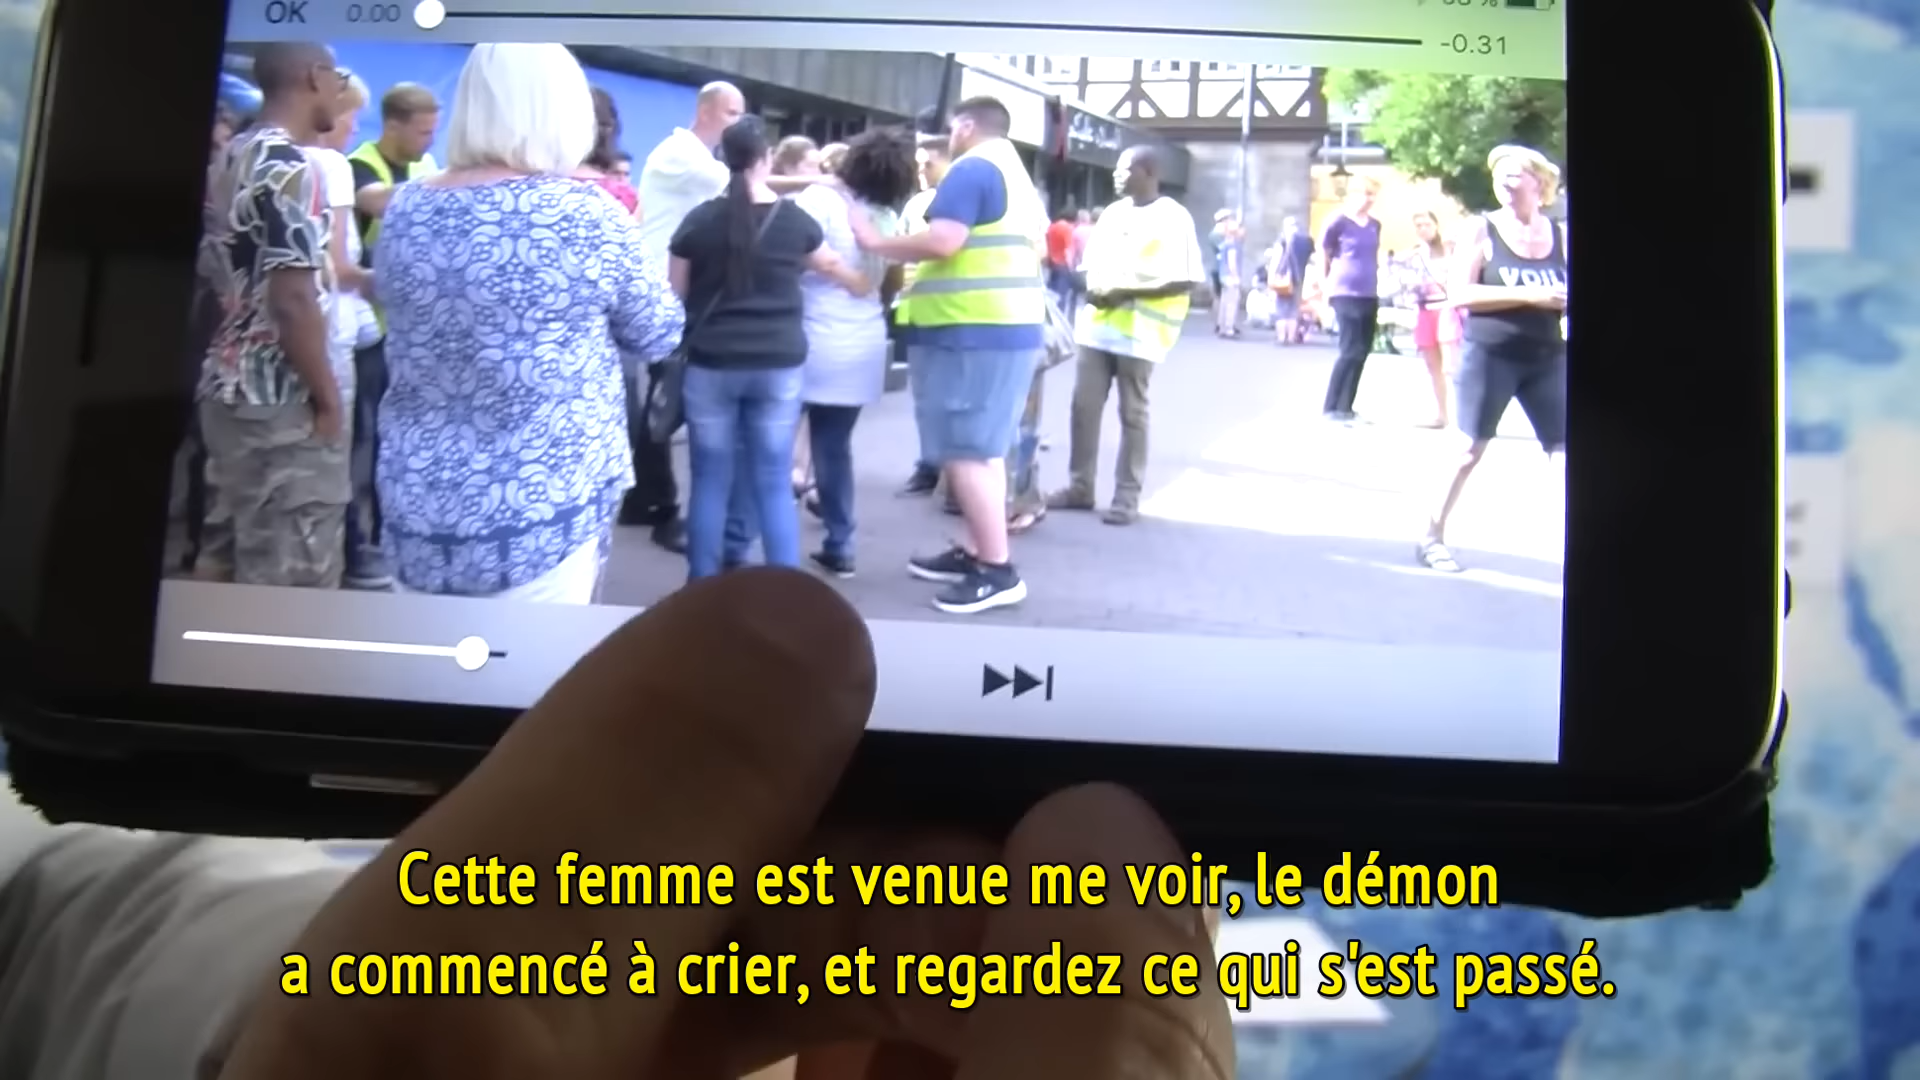 OK 0.00
-0.31
VOIL
Cette femme est venue me voir, le démon
a commencé à crier, et regardez ce qui s'est passé.